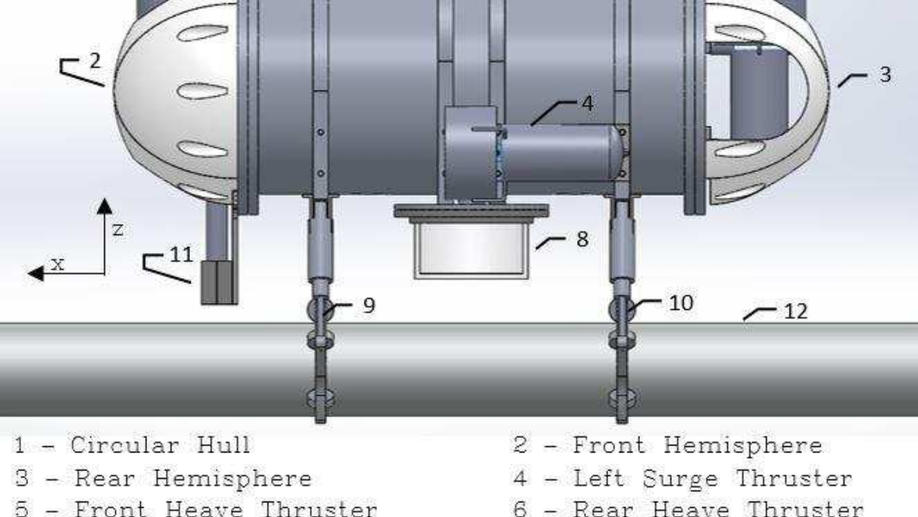 2
3
4
z
x
11
8
9
10
12
1 – Circular Hull
2 – Front Hemisphere
3 – Rear Hemisphere
4 – Left Surge Thruster
5 – Front Heave Thruster
6 – Rear Heave Thruster